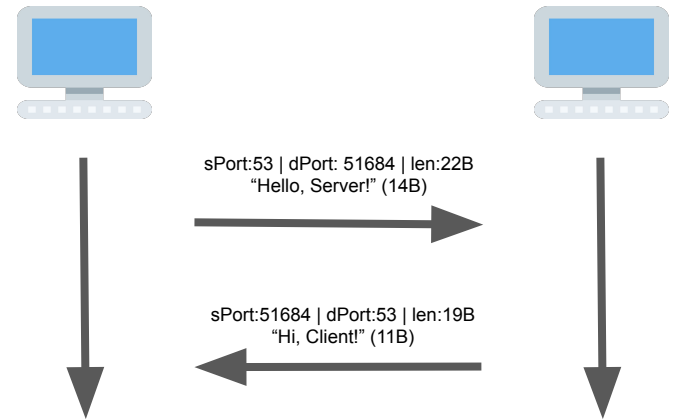 sPort:53 | dPort: 51684 | len:22B
“Hello, Server!” (14B)
sPort:51684 | dPort:53 | len:19B
“Hi, Client!” (11B)